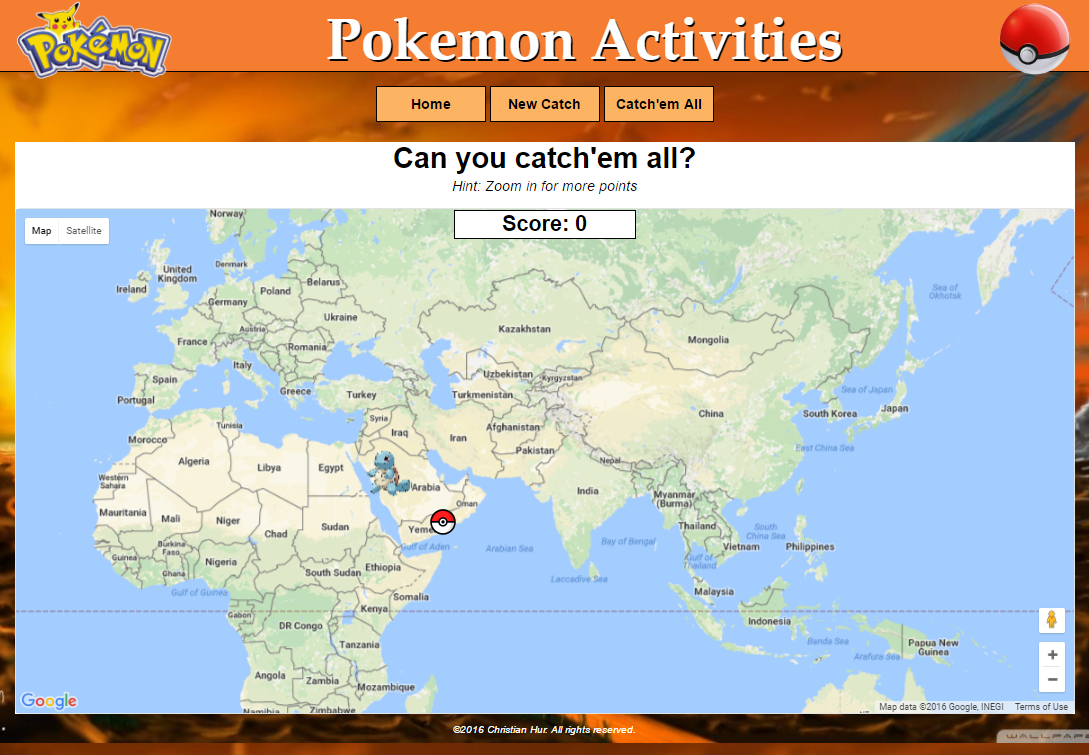 POKéMON
Pokemon Activities
Home
New Catch
Catch'em All
Can you catch'em all?
Hint: Zoom in for more points
Map
Satellite
Score: 0
Norway
Denmark
United
Kingdom
Ireland
Belarus
Poland
Germany
Sea of
Okhotsk
Ukraine
Austria
Kazakhstan
France
Romania
Mongolia
Italy
Uzbekistan
Kyrgyzstan
Spain
Greece
Turkey
Turkmenistan
Sea of Japan
Portugal
China
South Korea
Japan
Syria
Tunisia
Afghanistan
Iraq
Iran
Morocco
East China Sea
Pakistan
Algeria
Libya
Egypt
Nepal
Western
Sahara
Arabia
India
Myanmar
(Burma)
Oman
Mauritania
Mali
Niger
Sudan
Yeme
Thailand
South
China Sea
Chad
Burkina
Faso
Gulf of Aden
Arabian Sea
Bay of Bengal
Vietnam
Philippines
Guinea
Nigeria
Gulf of
Thailand
Ghana
South Sudan
Ethiopia
Laccadive Sea
Gulf of Guinea
Somalia
Malaysia
Gabon
Kenya
DR Congo
Indonesia
Tanzania
Banda Sea
Papua New
Guinea
Arafura Sea
Angola
Zambia
Mozambique
Namibia
Zimbabwe
+
−
Google
Map data ©2016 Google, INEGI
Terms of Use
©2016 Christian Hur. All rights reserved.
WALLPAP